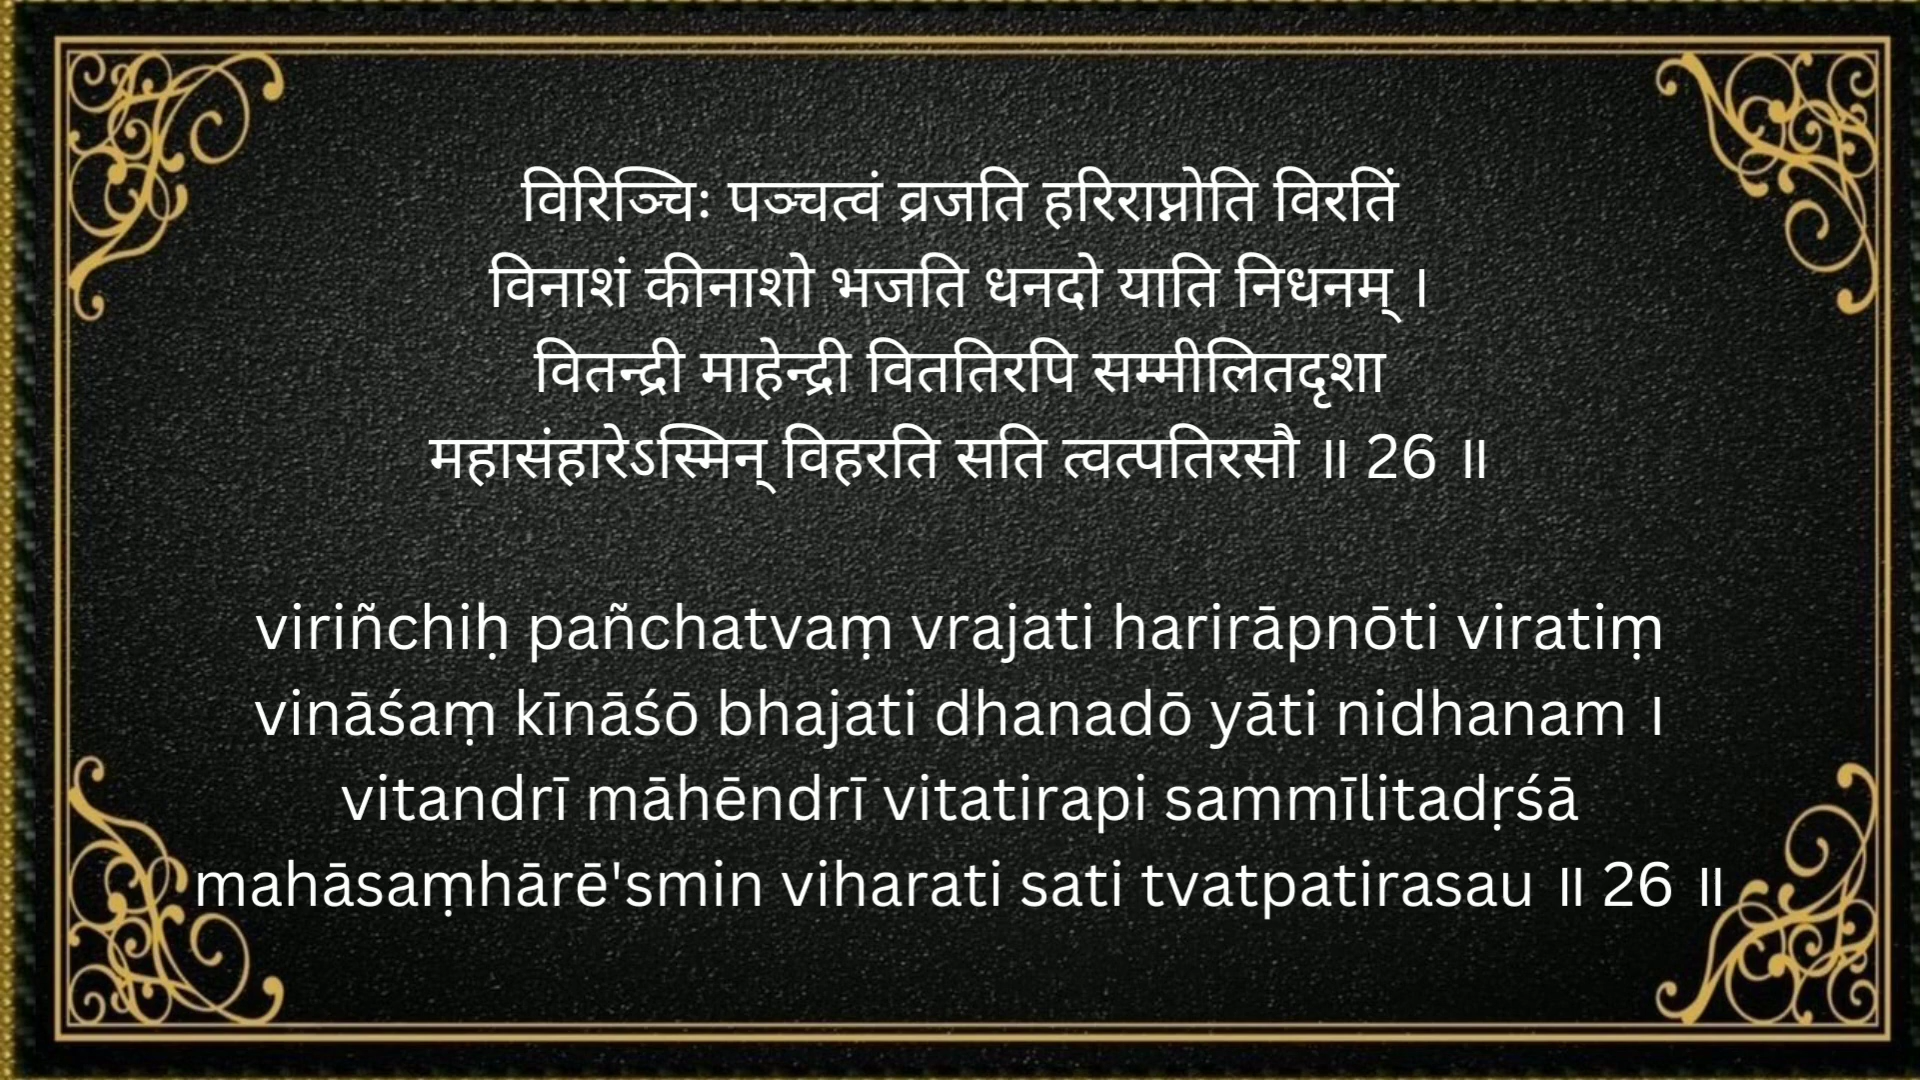 विरिञ्चिः पञ्चत्वं व्रजति हरिराप्नोति विरतिं
विनाशं कीनाशो भजति धनदो याति निधनम् ।
वितन्द्री माहेन्द्री विततिरपि सम्मीलितदृशा
महासंहारेऽस्मिन् विहरति सति त्वत्पतिरसौ ॥ 26 ॥
viriñchiḥ pañchatvaṃ vrajati harirāpnōti viratiṃ
vināśaṃ kīnāśō bhajati dhanadō yāti nidhanam ।
vitandrī māhēndrī vitatirapi sammīlitadṛśā
mahāsaṃhārē'smin viharati sati tvatpatirasau ॥ 26 ॥